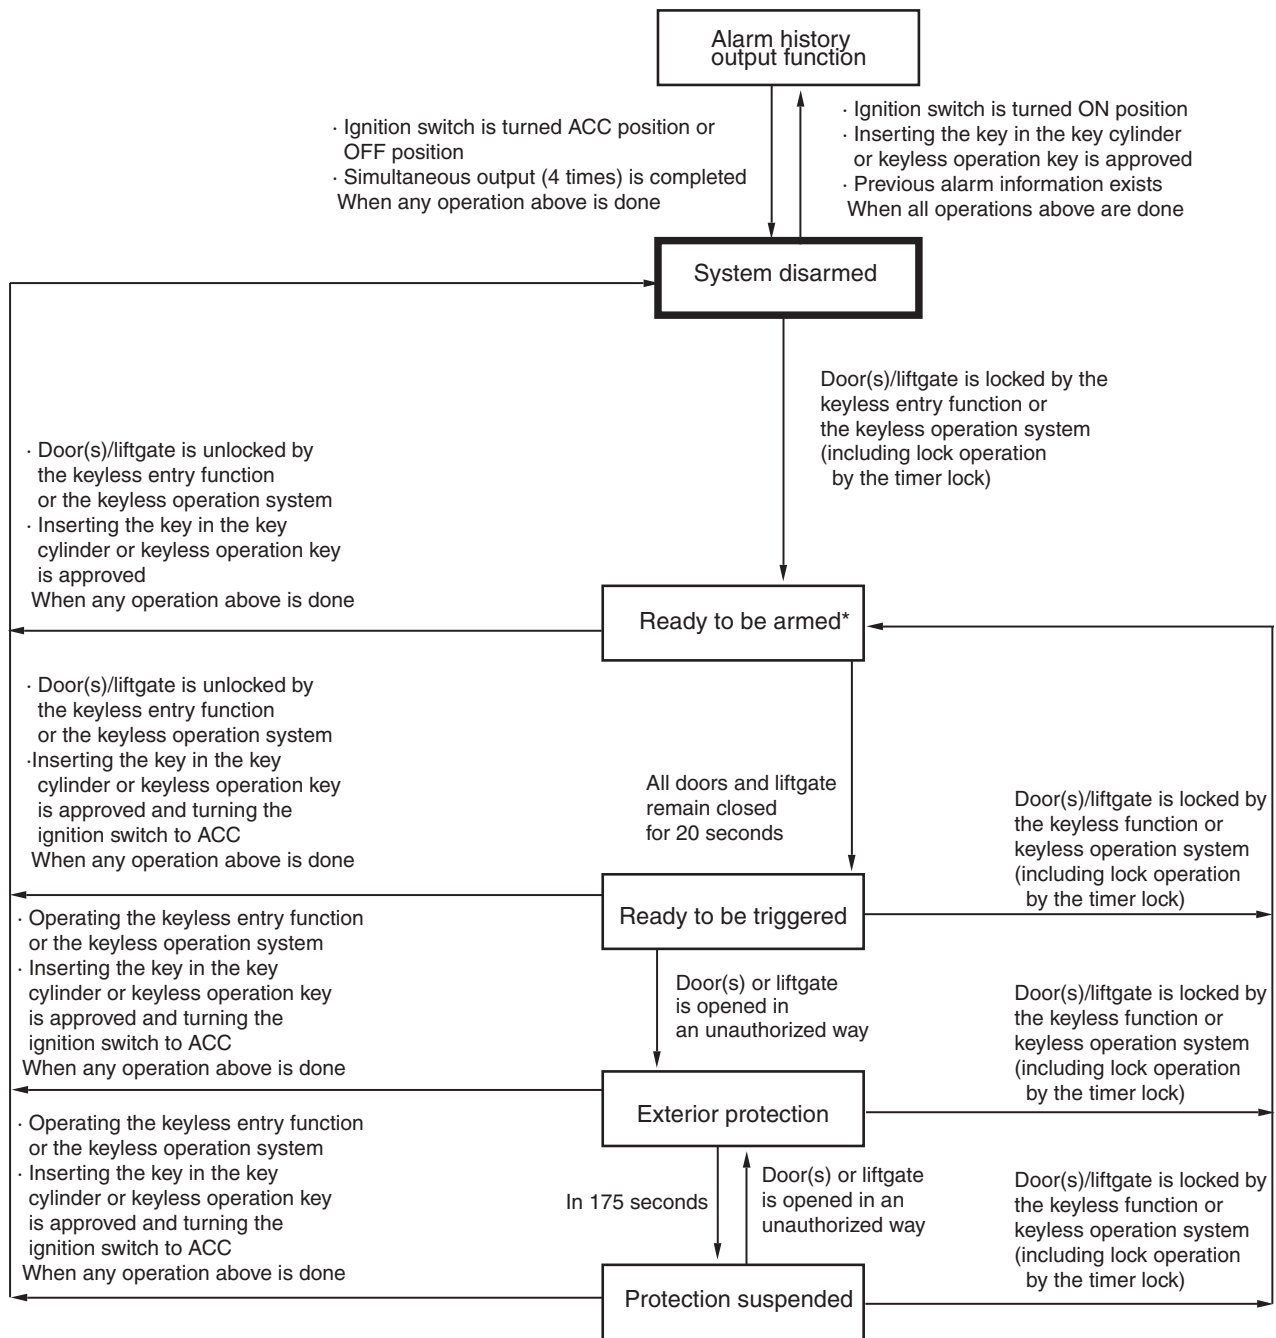 Alarm history
output function
· Ignition switch is turned ACC position or
OFF position
· Simultaneous output (4 times) is completed
When any operation above is done
· Ignition switch is turned ON position
· Inserting the key in the key cylinder
or keyless operation key is approved
· Previous alarm information exists
When all operations above are done
System disarmed
Door(s)/liftgate is locked by the
keyless entry function or
the keyless operation system
(including lock operation
by the timer lock)
· Door(s)/liftgate is unlocked by
the keyless entry function
or the keyless operation system
· Inserting the key in the key
cylinder or keyless operation key
is approved
When any operation above is done
Ready to be armed*
· Door(s)/liftgate is unlocked by
the keyless entry function
or the keyless operation system
·Inserting the key in the key
cylinder or keyless operation key
is approved and turning the
ignition switch to ACC
When any operation above is done
All doors and liftgate
remain closed
for 20 seconds
Door(s)/liftgate is locked by
the keyless function or
keyless operation system
(including lock operation
by the timer lock)
Ready to be triggered
· Operating the keyless entry function
or the keyless operation system
· Inserting the key in the key
cylinder or keyless operation key
is approved and turning the
ignition switch to ACC
When any operation above is done
Door(s) or liftgate
is opened in
an unauthorized way
Door(s)/liftgate is locked by
the keyless function or
keyless operation system
(including lock operation
by the timer lock)
Exterior protection
· Operating the keyless entry function
or the keyless operation system
· Inserting the key in the key
cylinder or keyless operation key
is approved and turning the
ignition switch to ACC
When any operation above is done
In 175 seconds
Door(s) or liftgate
is opened in an
unauthorized way
Door(s)/liftgate is locked by
the keyless function or
keyless operation system
(including lock operation
by the timer lock)
Protection suspended